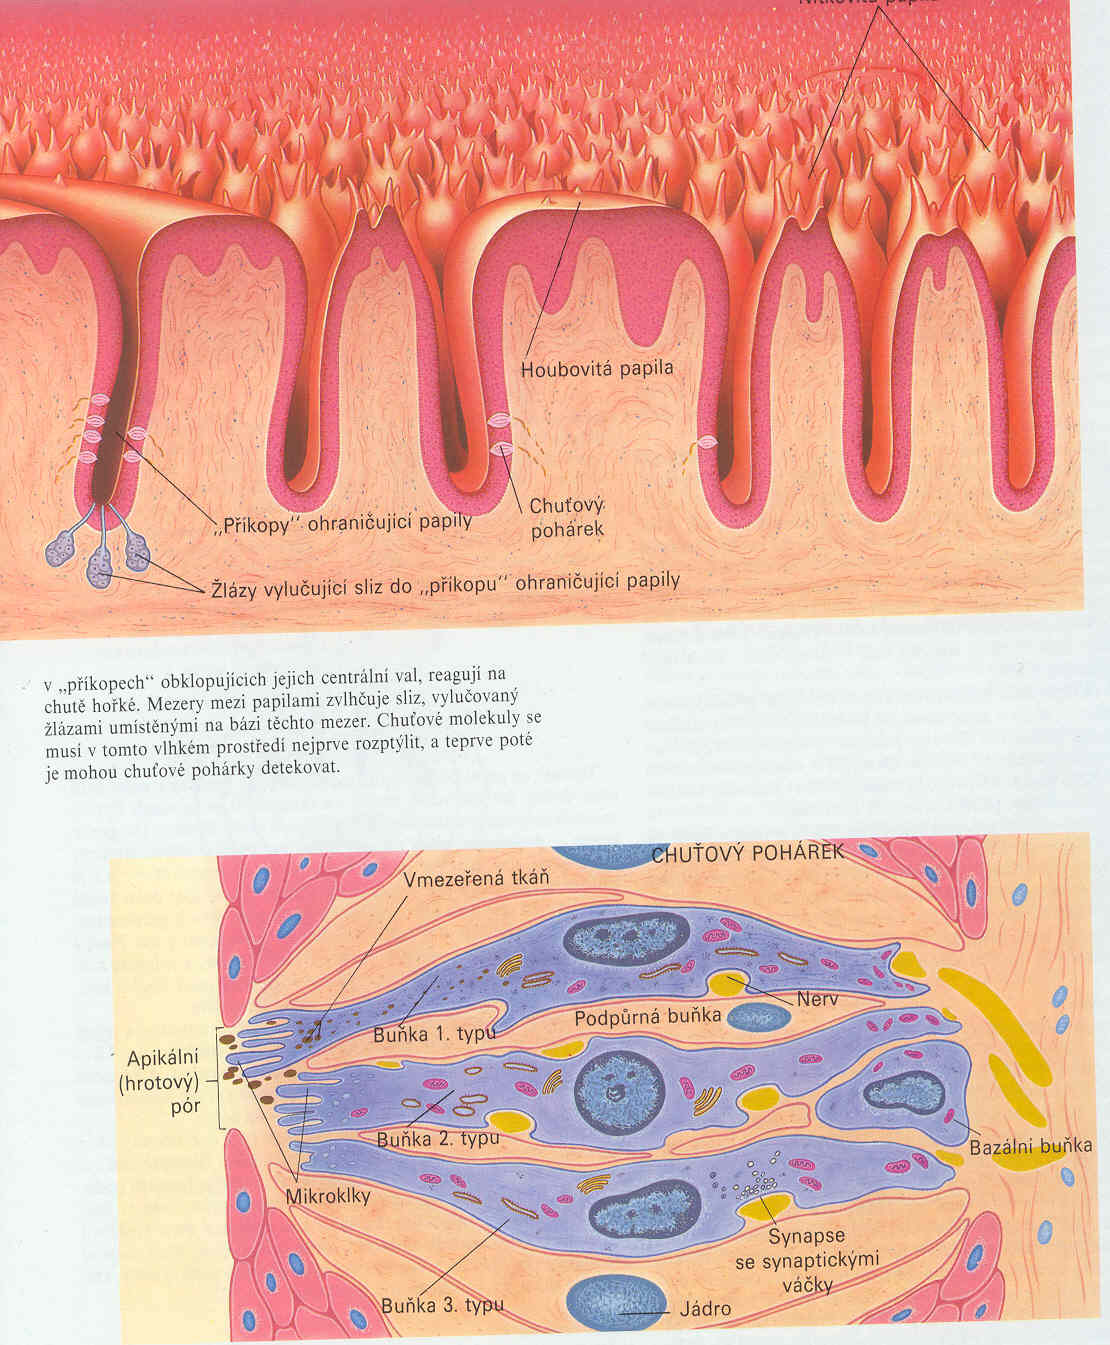 Houbovitá papila
Chuťový
pohárek
„Příkopy“ ohraničující papily
Žlázy vylučující sliz do „příkopu“ ohraničující papily
v „příkopech“ obklopujících jejich centrální val, reagují na
chutě hořké. Mezery mezi papilami zvlhčuje sliz, vylučovaný
žlázami umístěnými na bázi těchto mezer. Chuťové molekuly se
musí v tomto vlhkém prostředí nejprve rozptýlit, a teprve poté
je mohou chuťové pohárky detekovat.
CHUŤOVÝ POHÁREK
Vmezeřená tkáň
Nerv
Podpůrná buňka
Buňka 1. typu
Apikální
(hrotový)
pór
Buňka 2. typu
Bazální buňka
Mikroklky
Synapse
se synaptickými
váčky
Buňka 3. typu
Jádro